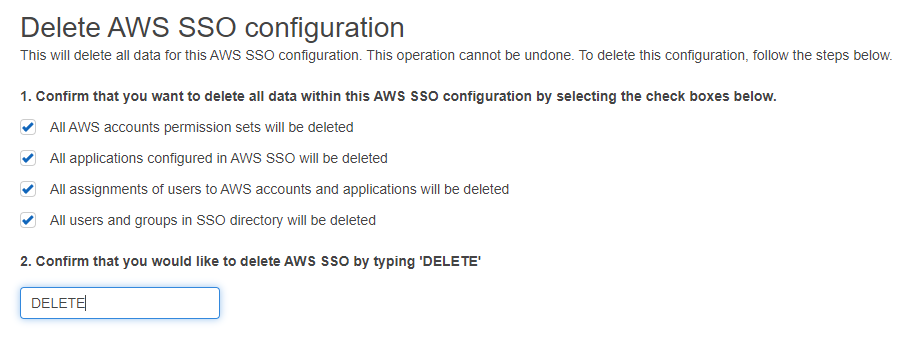 Delete AWS SSO configuration
This will delete all data for this AWS SSO configuration. This operation cannot be undone. To delete this configuration, follow the steps below.
1. Confirm that you want to delete all data within this AWS SSO configuration by selecting the check boxes below.
All AWS accounts permission sets will be deleted
All applications configured in AWS SSO will be deleted
All assignments of users to AWS accounts and applications will be deleted
All users and groups in SSO directory will be deleted
2. Confirm that you would like to delete AWS SSO by typing 'DELETE'
DELETE